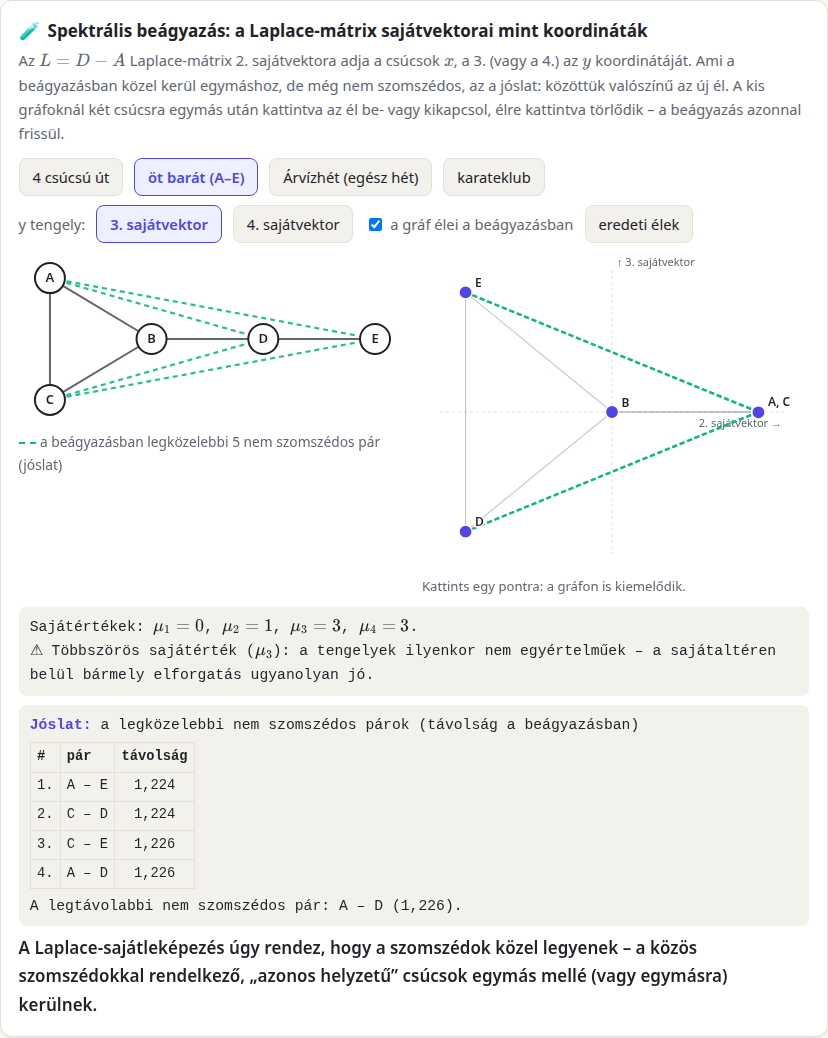 🧪 Spektrális beágyazás: a Laplace-mátrix sajátvektorai mint koordináták
Az L = D − A Laplace-mátrix 2. sajátvektora adja a csúcsok x, a 3. (vagy a 4.) az y koordinátáját. Ami a
beágyazásban közel kerül egymáshoz, de még nem szomszédos, az a jóslat: közöttük valószínű az új él. A kis
gráfoknál két csúcsra egymás után kattintva az él be- vagy kikapcsol, élre kattintva törlődik – a beágyazás azonnal
frissül.
4 csúcsú út
öt barát (A–E)
Árvízhét (egész hét)
karateklub
y tengely:
3. sajátvektor
4. sajátvektor
a gráf élei a beágyazásban
eredeti élek
A
B
C
D
E
a beágyazásban legközelebbi 5 nem szomszédos pár
(jóslat)
↑ 3. sajátvektor
E
B
A, C
2. sajátvektor →
D
Kattints egy pontra: a gráfon is kiemelődik.
Sajátértékek: μ₁ = 0, μ₂ = 1, μ₃ = 3, μ₄ = 3.
⚠ Többszörös sajátérték (μ₃): a tengelyek ilyenkor nem egyértelműek – a sajátaltéren
belül bármely elforgatás ugyanolyan jó.
Jóslat: a legközelebbi nem szomszédos párok (távolság a beágyazásban)
# pár távolság
1. A – E 1,224
2. C – D 1,224
3. C – E 1,226
4. A – D 1,226
A legtávolabbi nem szomszédos pár: A – D (1,226).
A Laplace-sajátleképezés úgy rendez, hogy a szomszédok közel legyenek – a közös
szomszédokkal rendelkező, „azonos helyzetű” csúcsok egymás mellé (vagy egymásra)
kerülnek.